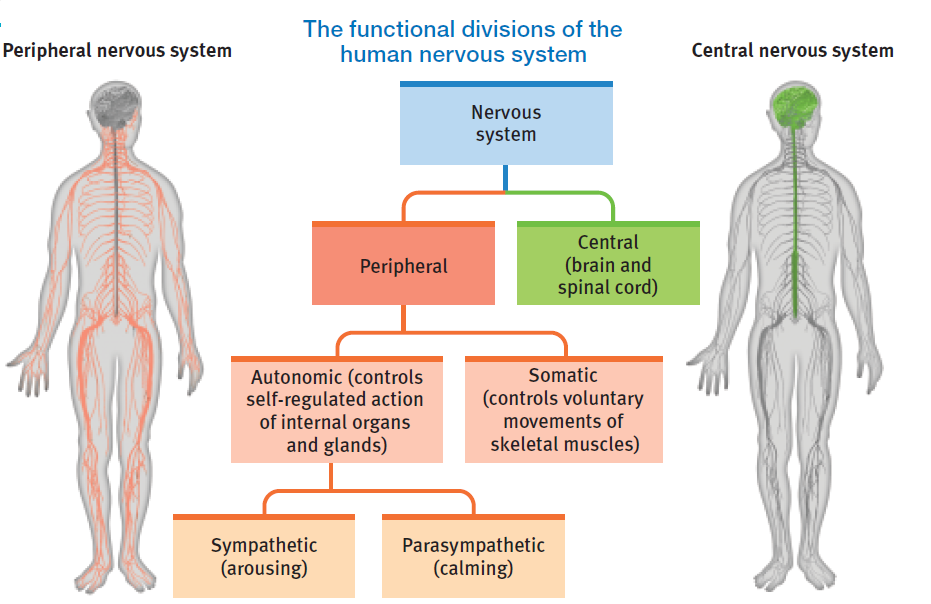 The functional divisions of the
human nervous system
Peripheral nervous system
Central nervous system
Nervous
system
Peripheral
Central
(brain and
spinal cord)
Autonomic (controls
self-regulated action
of internal organs
and glands)
Somatic
(controls voluntary
movements of
skeletal muscles)
Sympathetic
(arousing)
Parasympathetic
(calming)